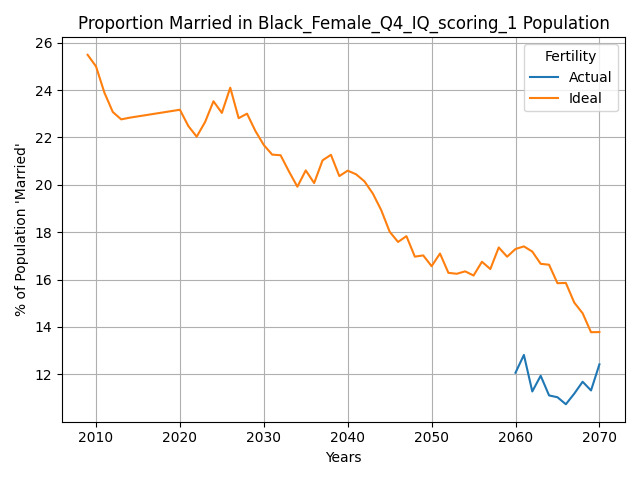 Proportion Married in Black_Female_Q4_IQ_scoring_1 Population
Fertility
Actual
Ideal
% of Population 'Married'
26
24
22
20
18
16
14
12
2010
2020
2030
2040
2050
2060
2070
Years